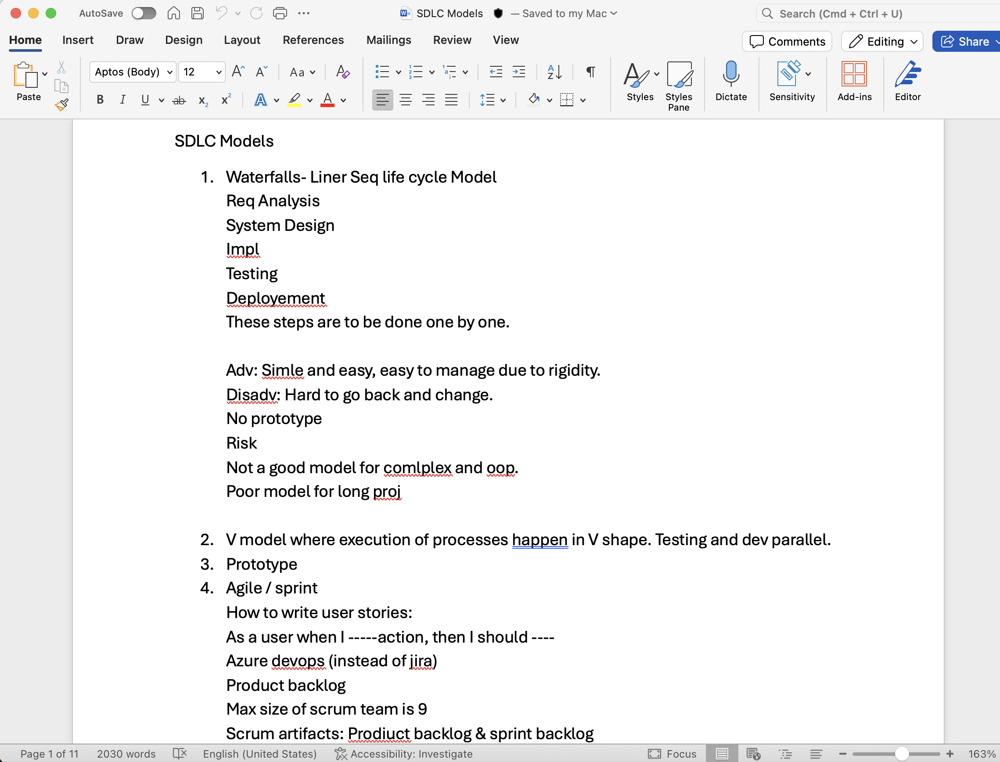 AutoSave
SDLC Models — Saved to my Mac
Search (Cmd + Ctrl + U)
Home Insert Draw Design Layout References Mailings Review View
Comments Editing Share
Paste
Aptos (Body) 12
Styles Styles Pane Dictate Sensitivity Add-ins Editor
SDLC Models
1. Waterfalls- Liner Seq life cycle Model
Req Analysis
System Design
Impl
Testing
Deployement
These steps are to be done one by one.
Adv: Simle and easy, easy to manage due to rigidity.
Disadv: Hard to go back and change.
No prototype
Risk
Not a good model for comlplex and oop.
Poor model for long proj
2. V model where execution of processes happen in V shape. Testing and dev parallel.
3. Prototype
4. Agile / sprint
How to write user stories:
As a user when I -----action, then I should ----
Azure devops (instead of jira)
Product backlog
Max size of scrum team is 9
Scrum artifacts: Prodiuct backlog & sprint backlog
Page 1 of 11 2030 words English (United States) Accessibility: Investigate Focus 163%